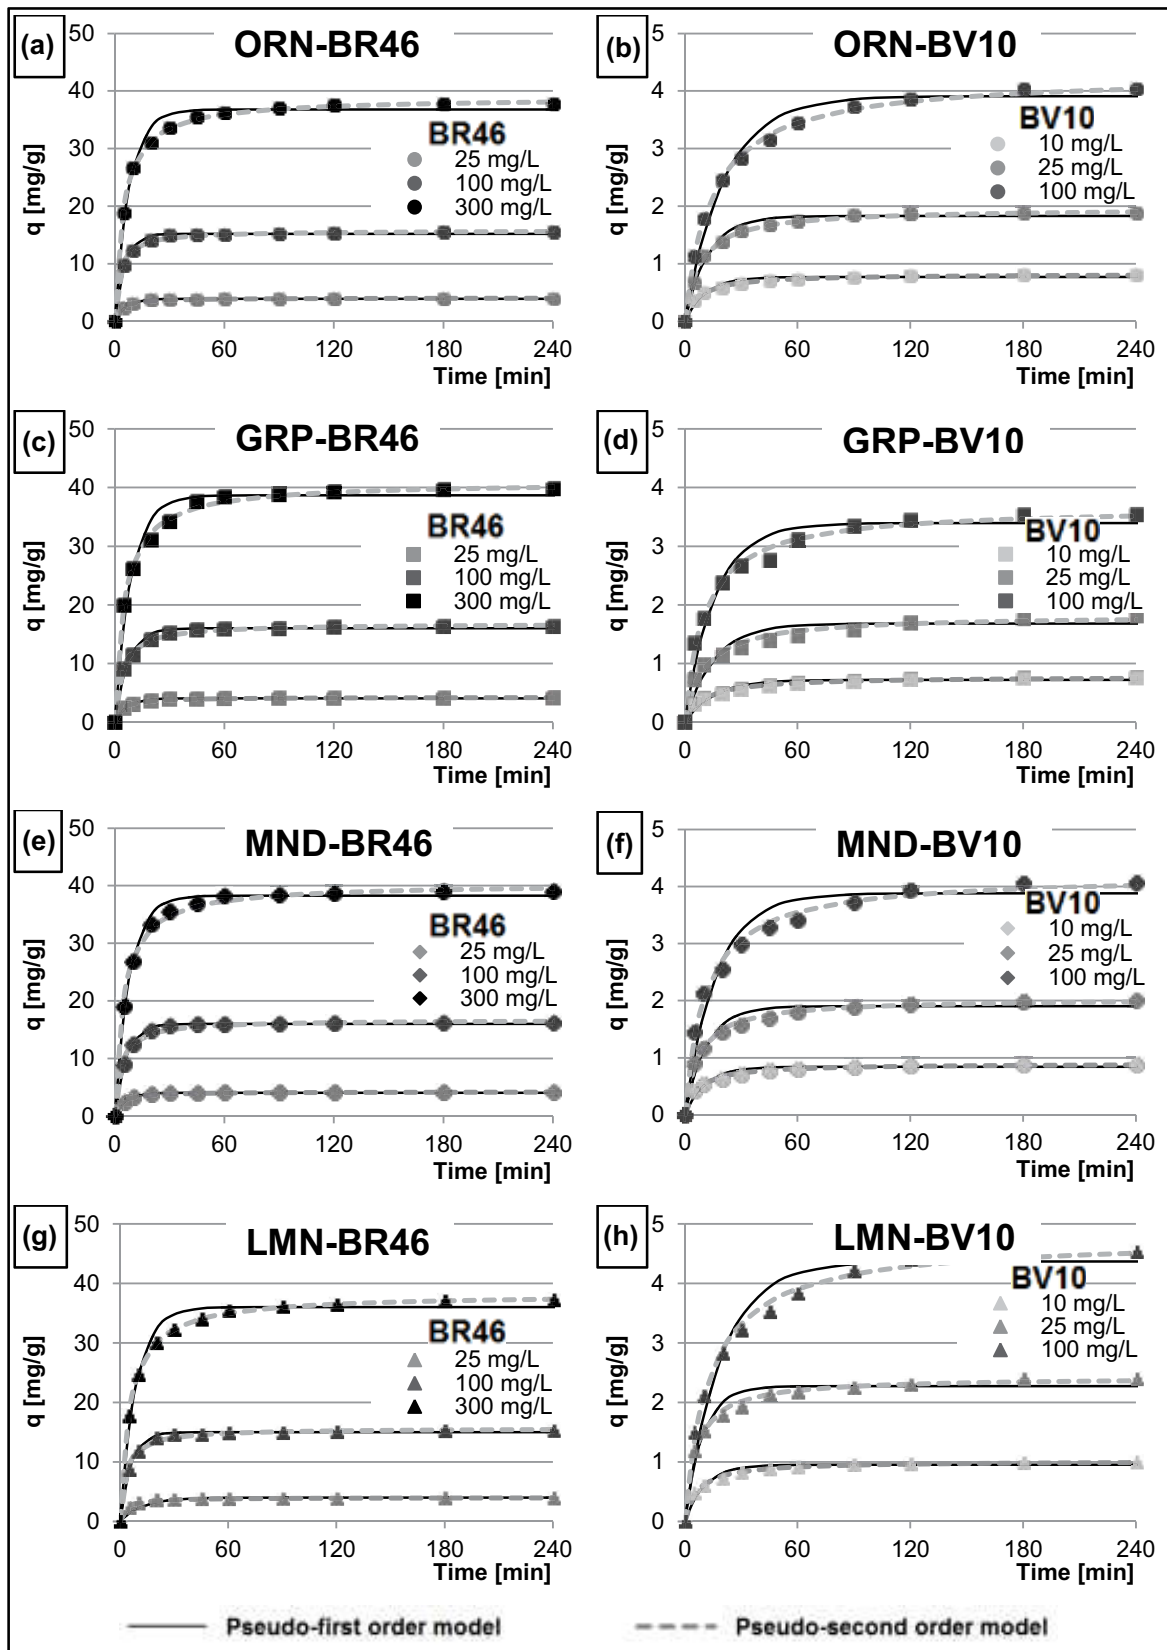 (a)
ORN-BR46
50
40
30
20
10
0
q [mg/g]
BR46
25 mg/L
100 mg/L
300 mg/L
0 60 120 180 240
Time [min]
(b)
ORN-BV10
5
4
3
2
1
0
q [mg/g]
BV10
10 mg/L
25 mg/L
100 mg/L
0 60 120 180 240
Time [min]
(c)
GRP-BR46
50
40
30
20
10
0
q [mg/g]
BR46
25 mg/L
100 mg/L
300 mg/L
0 60 120 180 240
Time [min]
(d)
GRP-BV10
5
4
3
2
1
0
q [mg/g]
BV10
10 mg/L
25 mg/L
100 mg/L
0 60 120 180 240
Time [min]
(e)
MND-BR46
50
40
30
20
10
0
q [mg/g]
BR46
25 mg/L
100 mg/L
300 mg/L
0 60 120 180 240
Time [min]
(f)
MND-BV10
5
4
3
2
1
0
q [mg/g]
BV10
10 mg/L
25 mg/L
100 mg/L
0 60 120 180 240
Time [min]
(g)
LMN-BR46
50
40
30
20
10
0
q [mg/g]
BR46
25 mg/L
100 mg/L
300 mg/L
0 60 120 180 240
Time [min]
(h)
LMN-BV10
5
4
3
2
1
0
q [mg/g]
BV10
10 mg/L
25 mg/L
100 mg/L
0 60 120 180 240
Time [min]
Pseudo-first order model
Pseudo-second order model